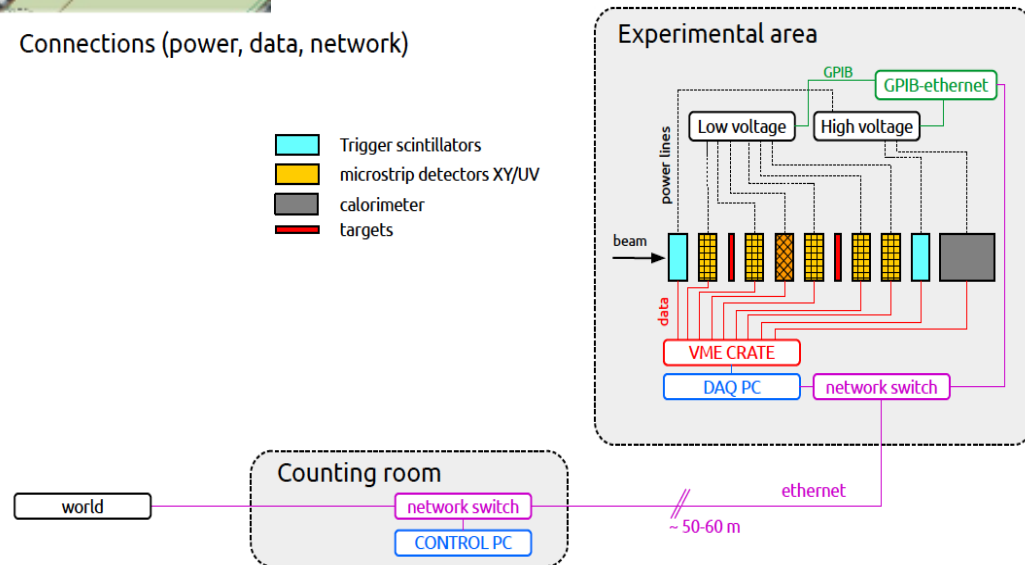 Connections (power, data, network)
Trigger scintillators
microstrip detectors XY/UV
calorimeter
targets
Experimental area
GPIB
GPIB-ethernet
Low voltage
High voltage
power lines
beam
data
VME CRATE
DAQ PC
network switch
Counting room
world
network switch
CONTROL PC
ethernet
~ 50-60 m